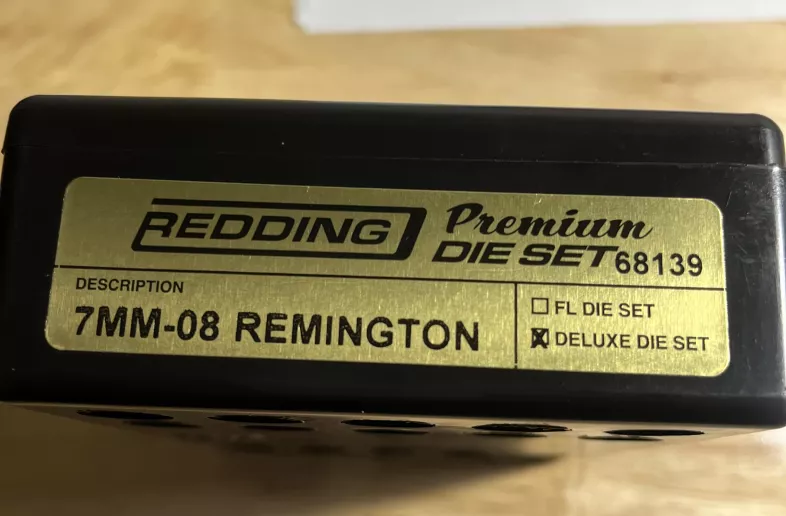 REDDING Premium
DIE SET 68139
DESCRIPTION
7MM-08 REMINGTON
FL DIE SET
DELUXE DIE SET